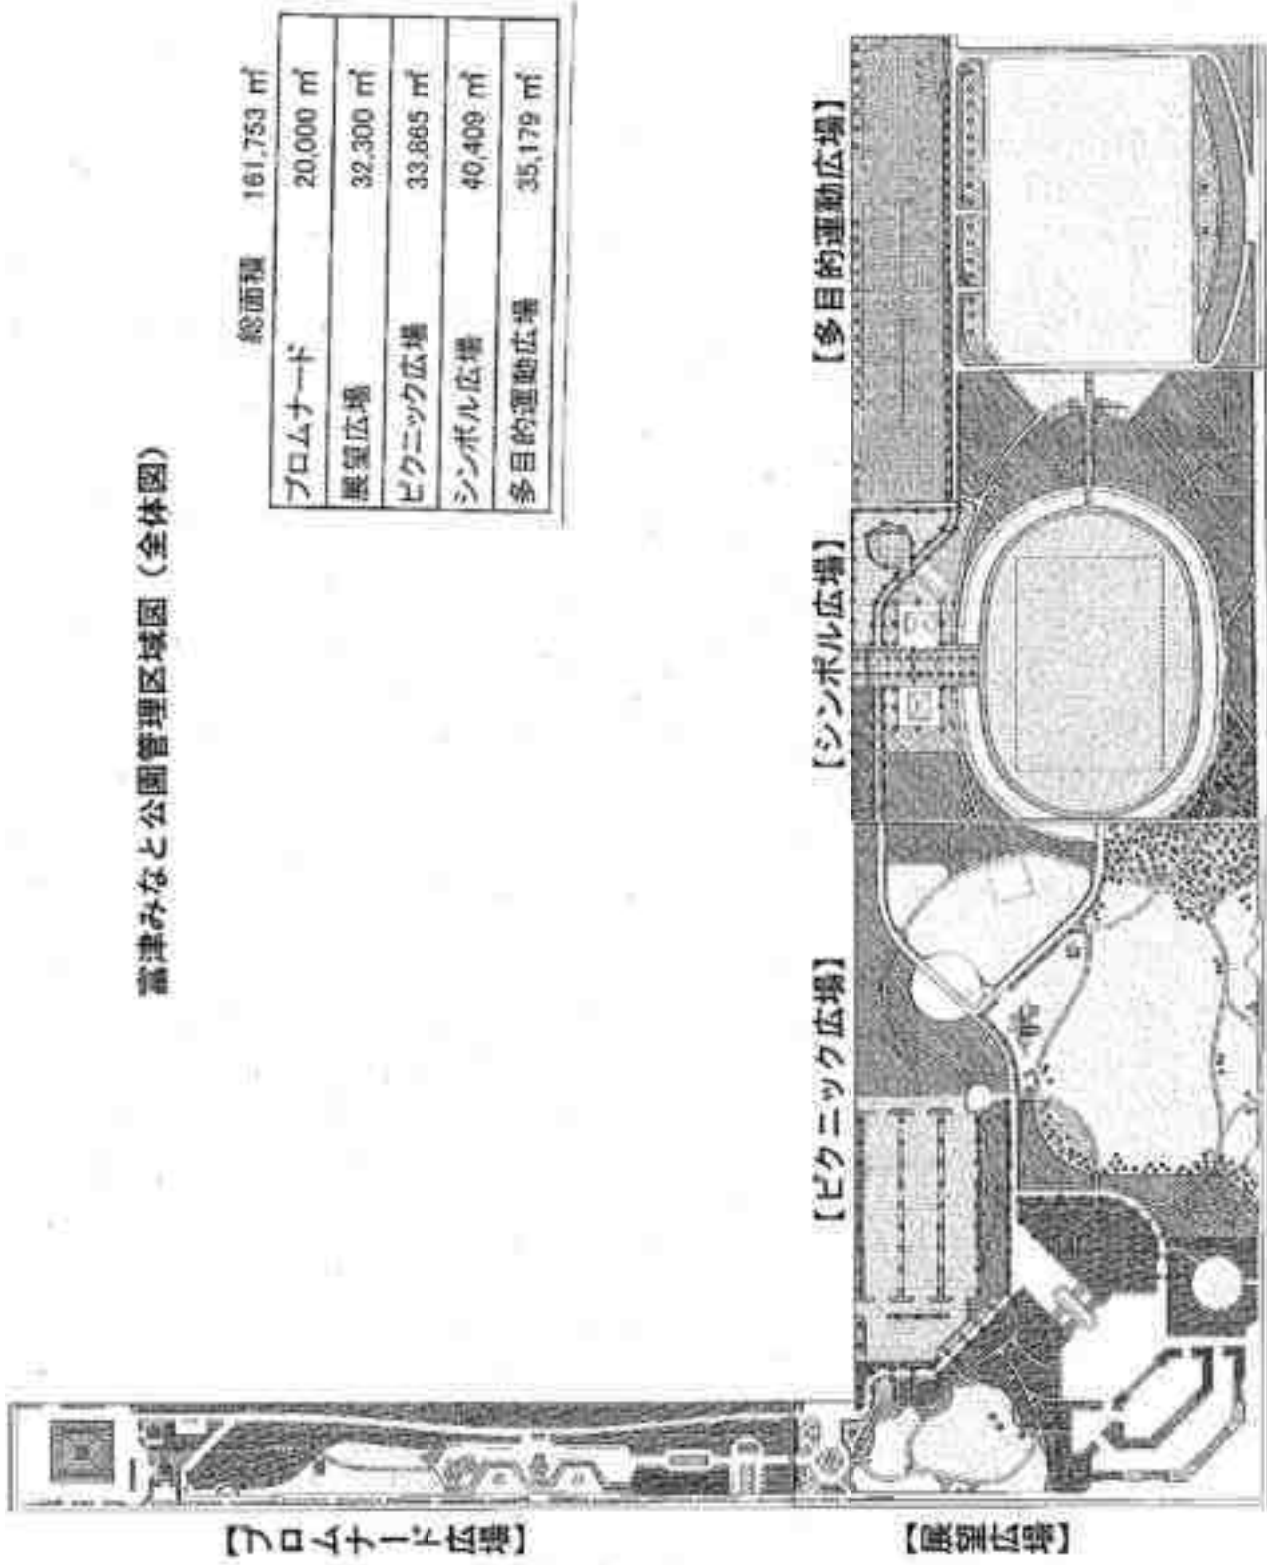 富津みなと公園管理区域図（全体図）
総面積 161,753 ㎡
プロムナード 20,000 ㎡
展望広場 32,300 ㎡
ピクニック広場 33,865 ㎡
シンボル広場 40,409 ㎡
多目的運動広場 35,179 ㎡
【プロムナード広場】
【展望広場】
【ピクニック広場】
【シンボル広場】
【多目的運動広場】